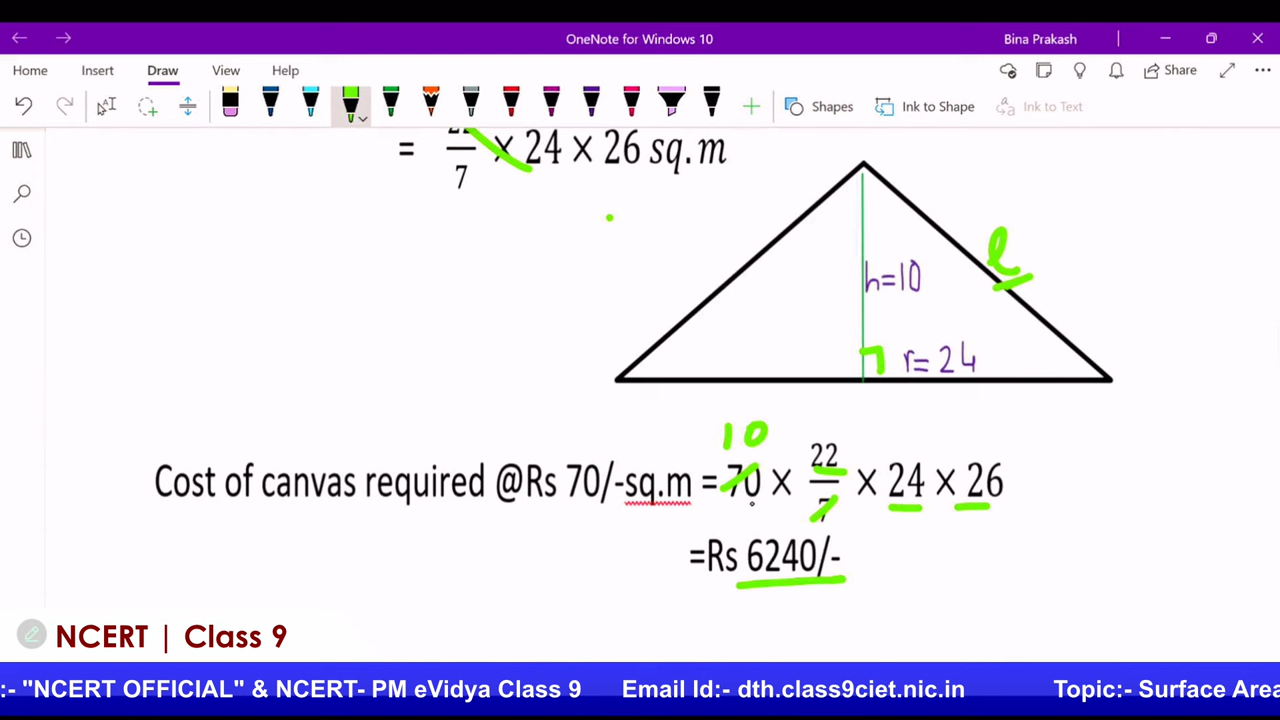 OneNote for Windows 10
Bina Prakash
Home Insert Draw View Help
Share
Shapes Ink to Shape Ink to Text
= 22/7 × 24 × 26 sq.m
l
h=10
r= 24
10
Cost of canvas required @Rs 70/-sq.m = 70 × 22/7 × 24 × 26
=Rs 6240/-
NCERT | Class 9
:- "NCERT OFFICIAL" & NCERT- PM eVidya Class 9 Email Id:- dth.class9ciet.nic.in Topic:- Surface Area